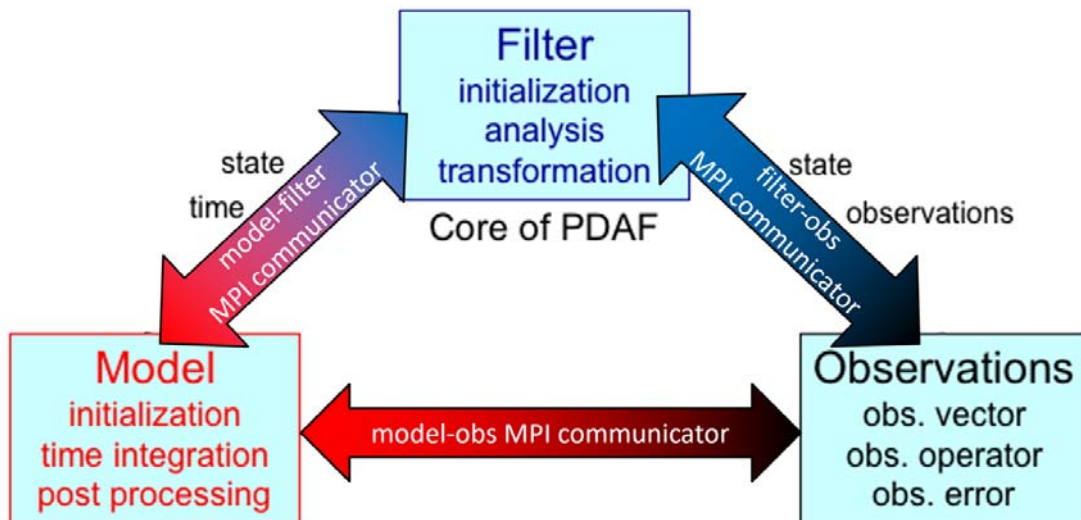 Filter
initialization
analysis
transformation
Core of PDAF
state
time
model-filter
MPI communicator
state
observations
filter-obs
MPI communicator
Model
initialization
time integration
post processing
model-obs MPI communicator
Observations
obs. vector
obs. operator
obs. error